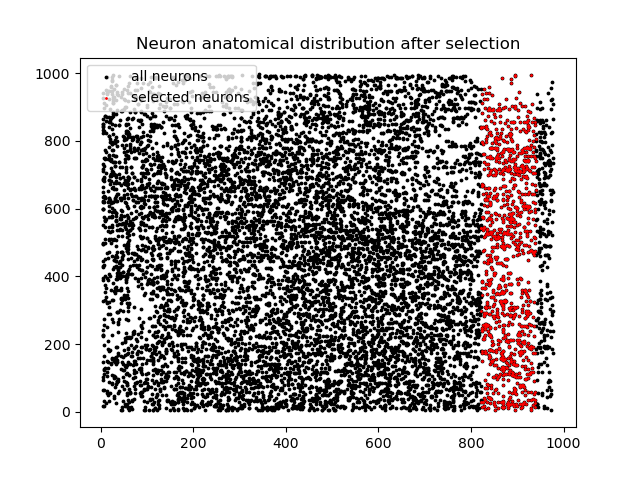 Neuron anatomical distribution after selection
all neurons
selected neurons
1000
800
600
400
200
0
0 200 400 600 800 1000